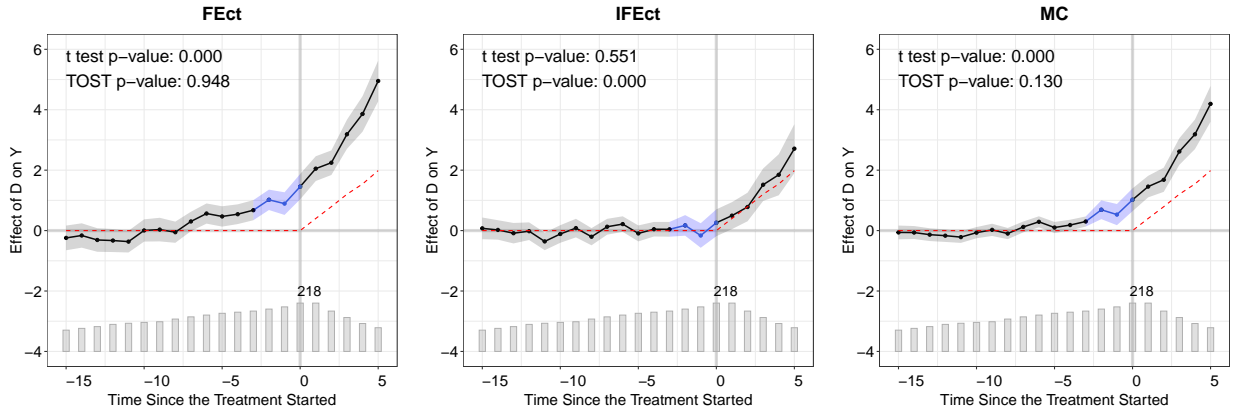 FEct
t test p−value: 0.000
TOST p−value: 0.948
Effect of D on Y
6
4
2
0
−2
−4
218
−15 −10 −5 0 5
Time Since the Treatment Started
IFEct
t test p−value: 0.551
TOST p−value: 0.000
Effect of D on Y
6
4
2
0
−2
−4
218
−15 −10 −5 0 5
Time Since the Treatment Started
MC
t test p−value: 0.000
TOST p−value: 0.130
Effect of D on Y
6
4
2
0
−2
−4
218
−15 −10 −5 0 5
Time Since the Treatment Started